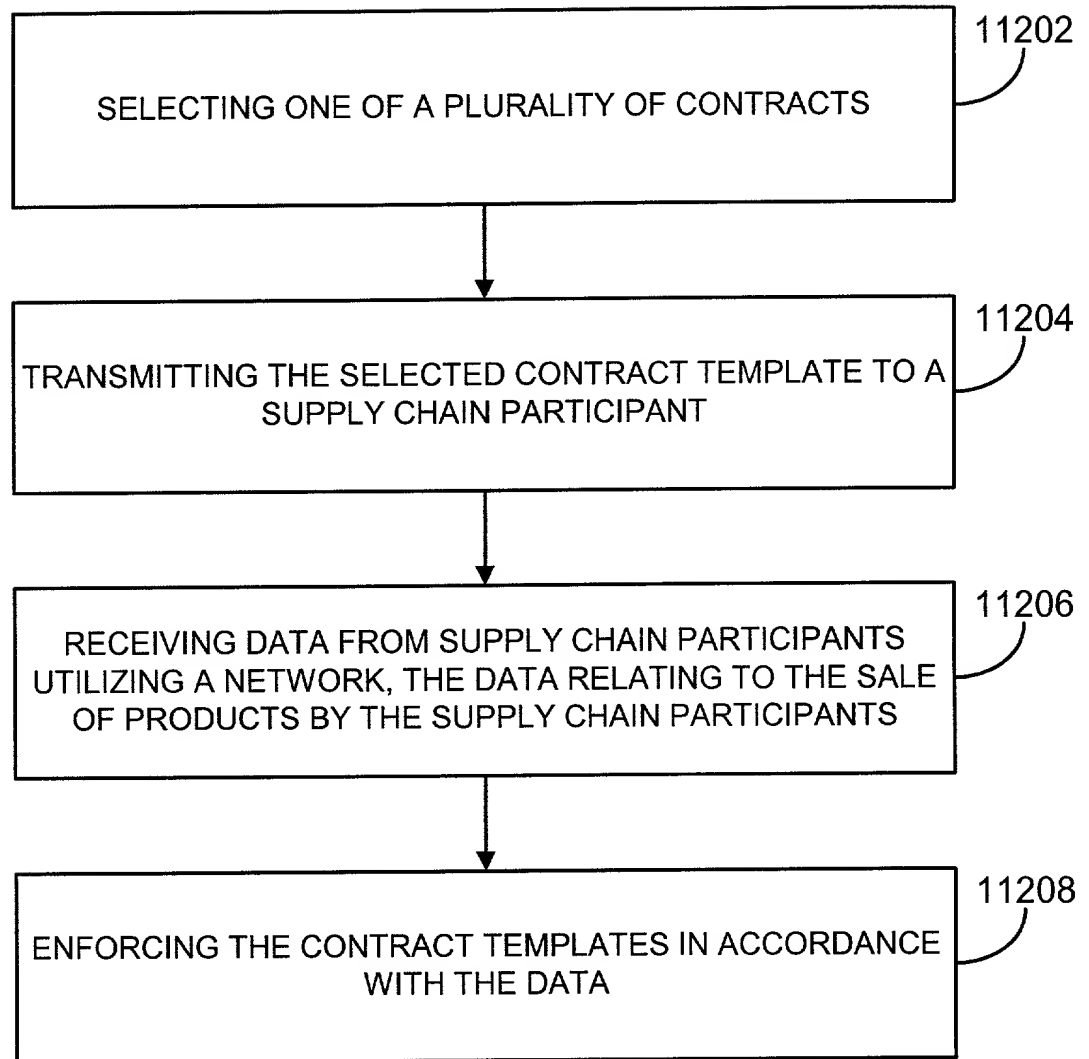 11202
SELECTING ONE OF A PLURALITY OF CONTRACTS
11204
TRANSMITTING THE SELECTED CONTRACT TEMPLATE TO A
SUPPLY CHAIN PARTICIPANT
11206
RECEIVING DATA FROM SUPPLY CHAIN PARTICIPANTS
UTILIZING A NETWORK, THE DATA RELATING TO THE SALE
OF PRODUCTS BY THE SUPPLY CHAIN PARTICIPANTS
11208
ENFORCING THE CONTRACT TEMPLATES IN ACCORDANCE
WITH THE DATA